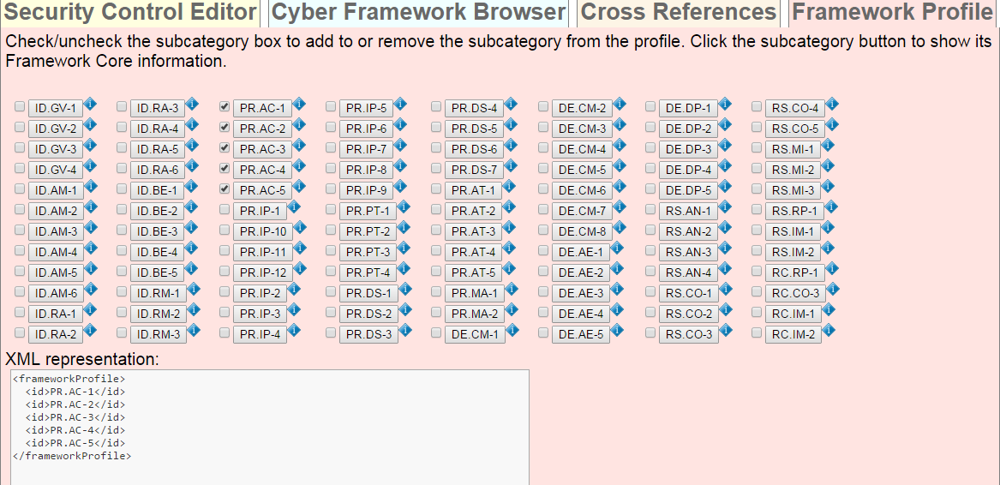 Security Control Editor Cyber Framework Browser Cross References Framework Profile
Check/uncheck the subcategory box to add to or remove the subcategory from the profile. Click the subcategory button to show its
Framework Core information.
ID.GV-1 ID.RA-3 PR.AC-1 PR.IP-5 PR.DS-4 DE.CM-2 DE.DP-1 RS.CO-4
ID.GV-2 ID.RA-4 PR.AC-2 PR.IP-6 PR.DS-5 DE.CM-3 DE.DP-2 RS.CO-5
ID.GV-3 ID.RA-5 PR.AC-3 PR.IP-7 PR.DS-6 DE.CM-4 DE.DP-3 RS.MI-1
ID.GV-4 ID.RA-6 PR.AC-4 PR.IP-8 PR.DS-7 DE.CM-5 DE.DP-4 RS.MI-2
ID.AM-1 ID.BE-1 PR.AC-5 PR.IP-9 PR.AT-1 DE.CM-6 DE.DP-5 RS.MI-3
ID.AM-2 ID.BE-2 PR.IP-1 PR.PT-1 PR.AT-2 DE.CM-7 RS.AN-1 RS.RP-1
ID.AM-3 ID.BE-3 PR.IP-10 PR.PT-2 PR.AT-3 DE.CM-8 RS.AN-2 RS.IM-1
ID.AM-4 ID.BE-4 PR.IP-11 PR.PT-3 PR.AT-4 DE.AE-1 RS.AN-3 RS.IM-2
ID.AM-5 ID.BE-5 PR.IP-12 PR.PT-4 PR.AT-5 DE.AE-2 RS.AN-4 RC.RP-1
ID.AM-6 ID.RM-1 PR.IP-2 PR.DS-1 PR.MA-1 DE.AE-3 RS.CO-1 RC.CO-3
ID.RA-1 ID.RM-2 PR.IP-3 PR.DS-2 PR.MA-2 DE.AE-4 RS.CO-2 RC.IM-1
ID.RA-2 ID.RM-3 PR.IP-4 PR.DS-3 DE.CM-1 DE.AE-5 RS.CO-3 RC.IM-2
XML representation:
<frameworkProfile>
<id>PR.AC-1</id>
<id>PR.AC-2</id>
<id>PR.AC-3</id>
<id>PR.AC-4</id>
<id>PR.AC-5</id>
</frameworkProfile>